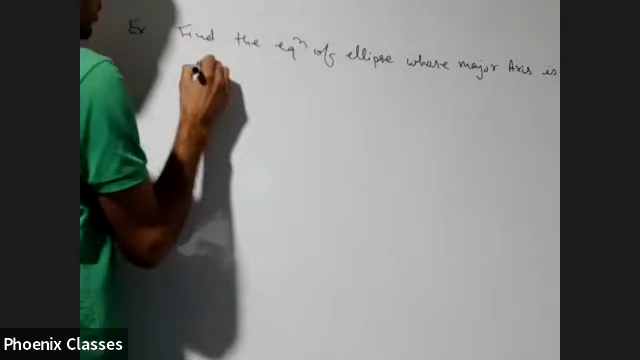 Ex Find the eqn of ellipse whose major Axis is
Phoenix Classes